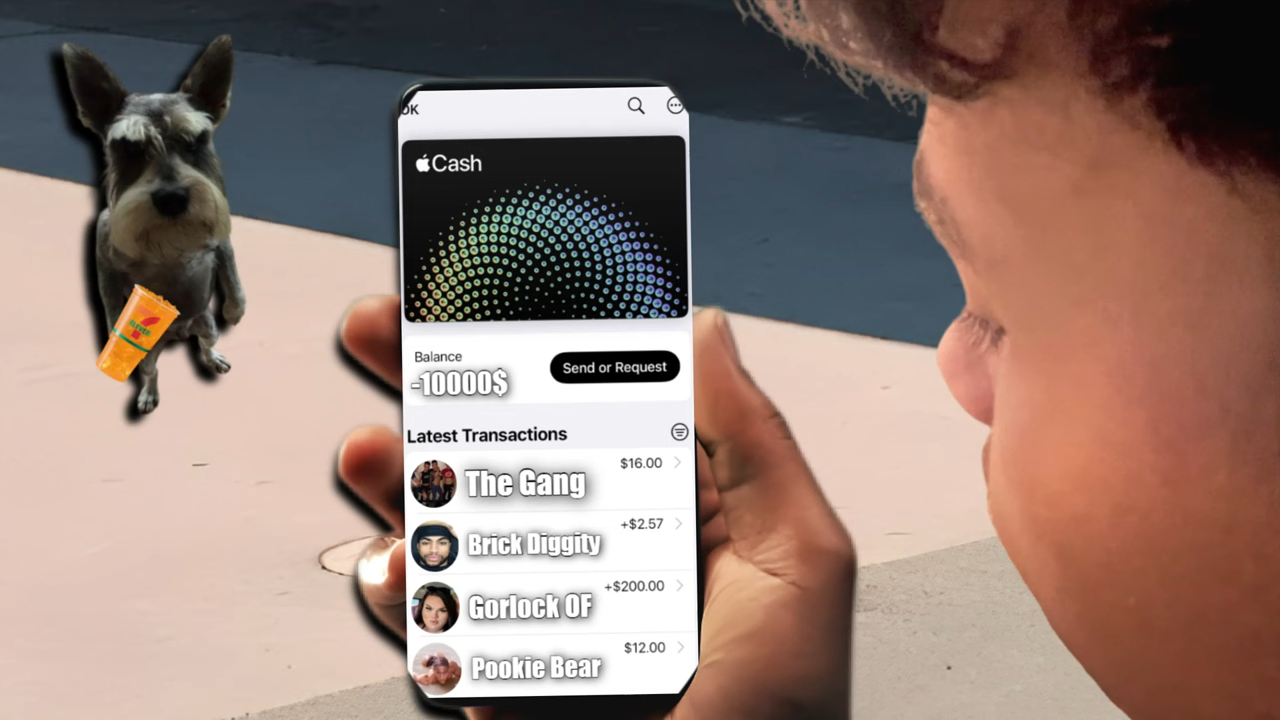 OK
Cash
Balance
-10000$
Send or Request
Latest Transactions
The Gang
$16.00
Brick Diggity
+$2.57
Gorlock OF
+$200.00
Pookie Bear
$12.00